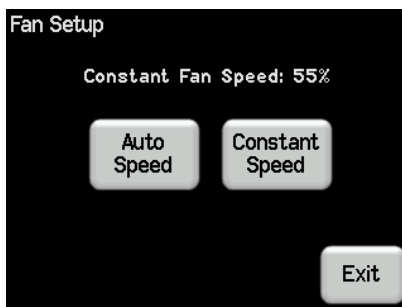 Fan Setup
Constant Fan Speed: 55%
Auto
Speed
Constant
Speed
Exit